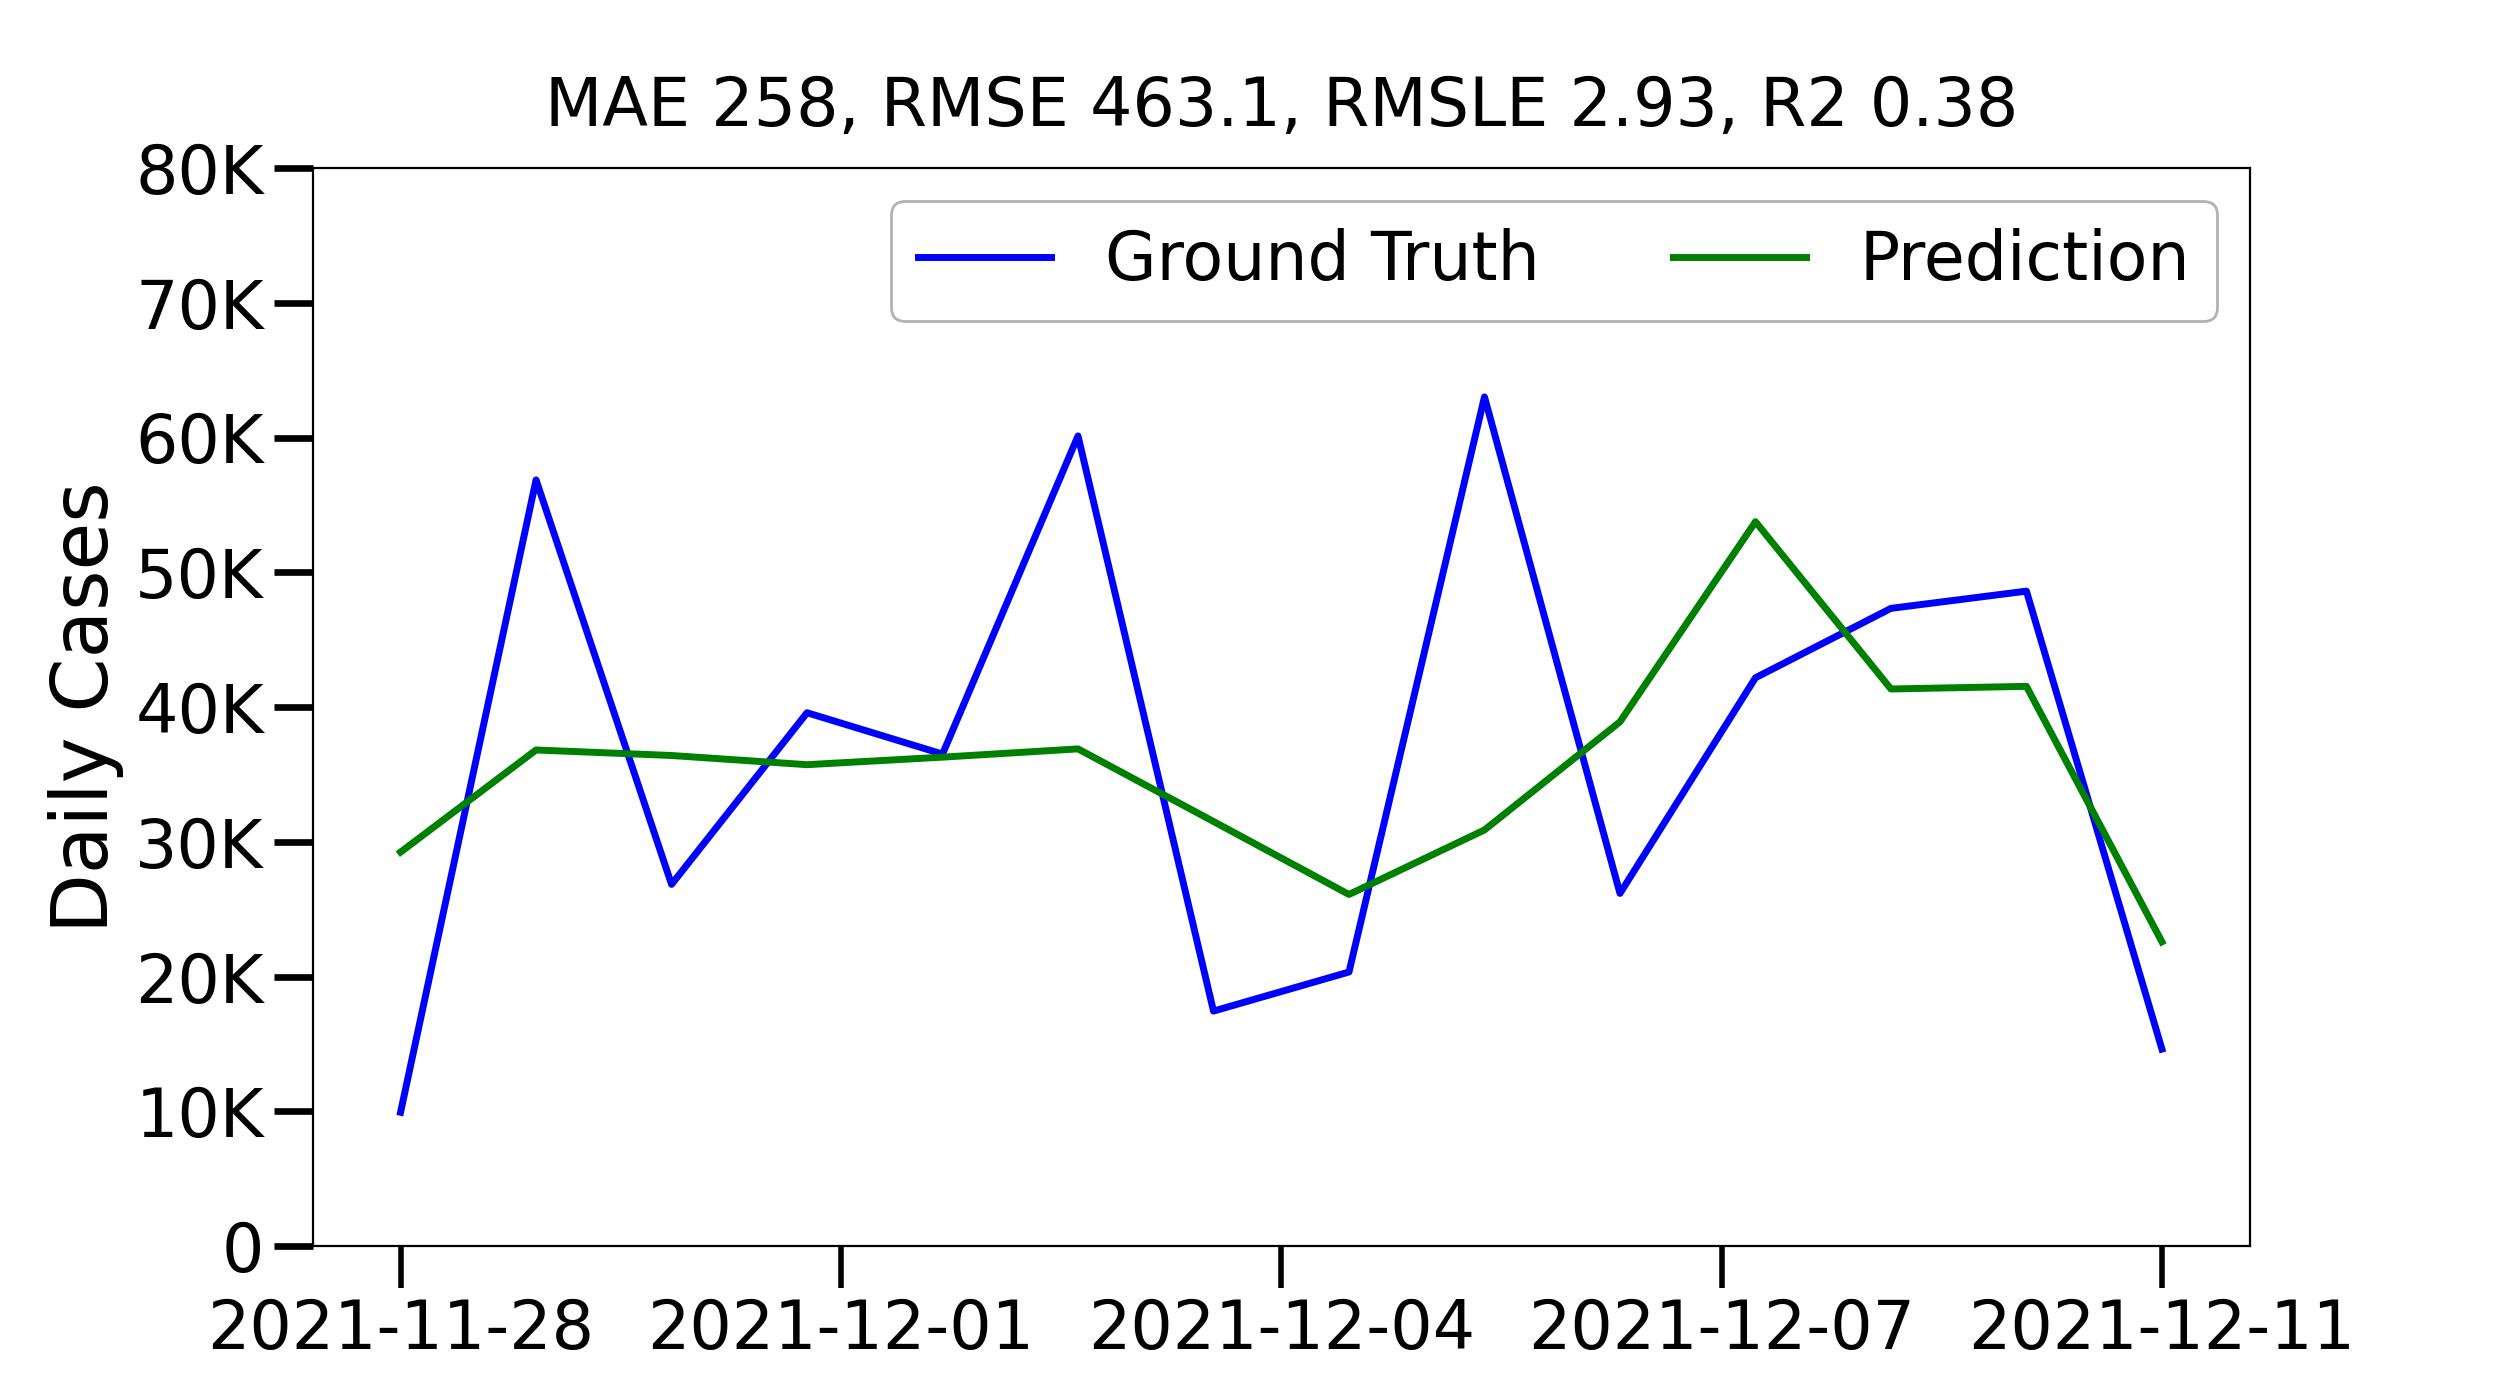 MAE 258, RMSE 463.1, RMSLE 2.93, R2 0.38
80K
70K
60K
50K
40K
30K
20K
10K
0
Daily Cases
Ground Truth Prediction
2021-11-28 2021-12-01 2021-12-04 2021-12-07 2021-12-11